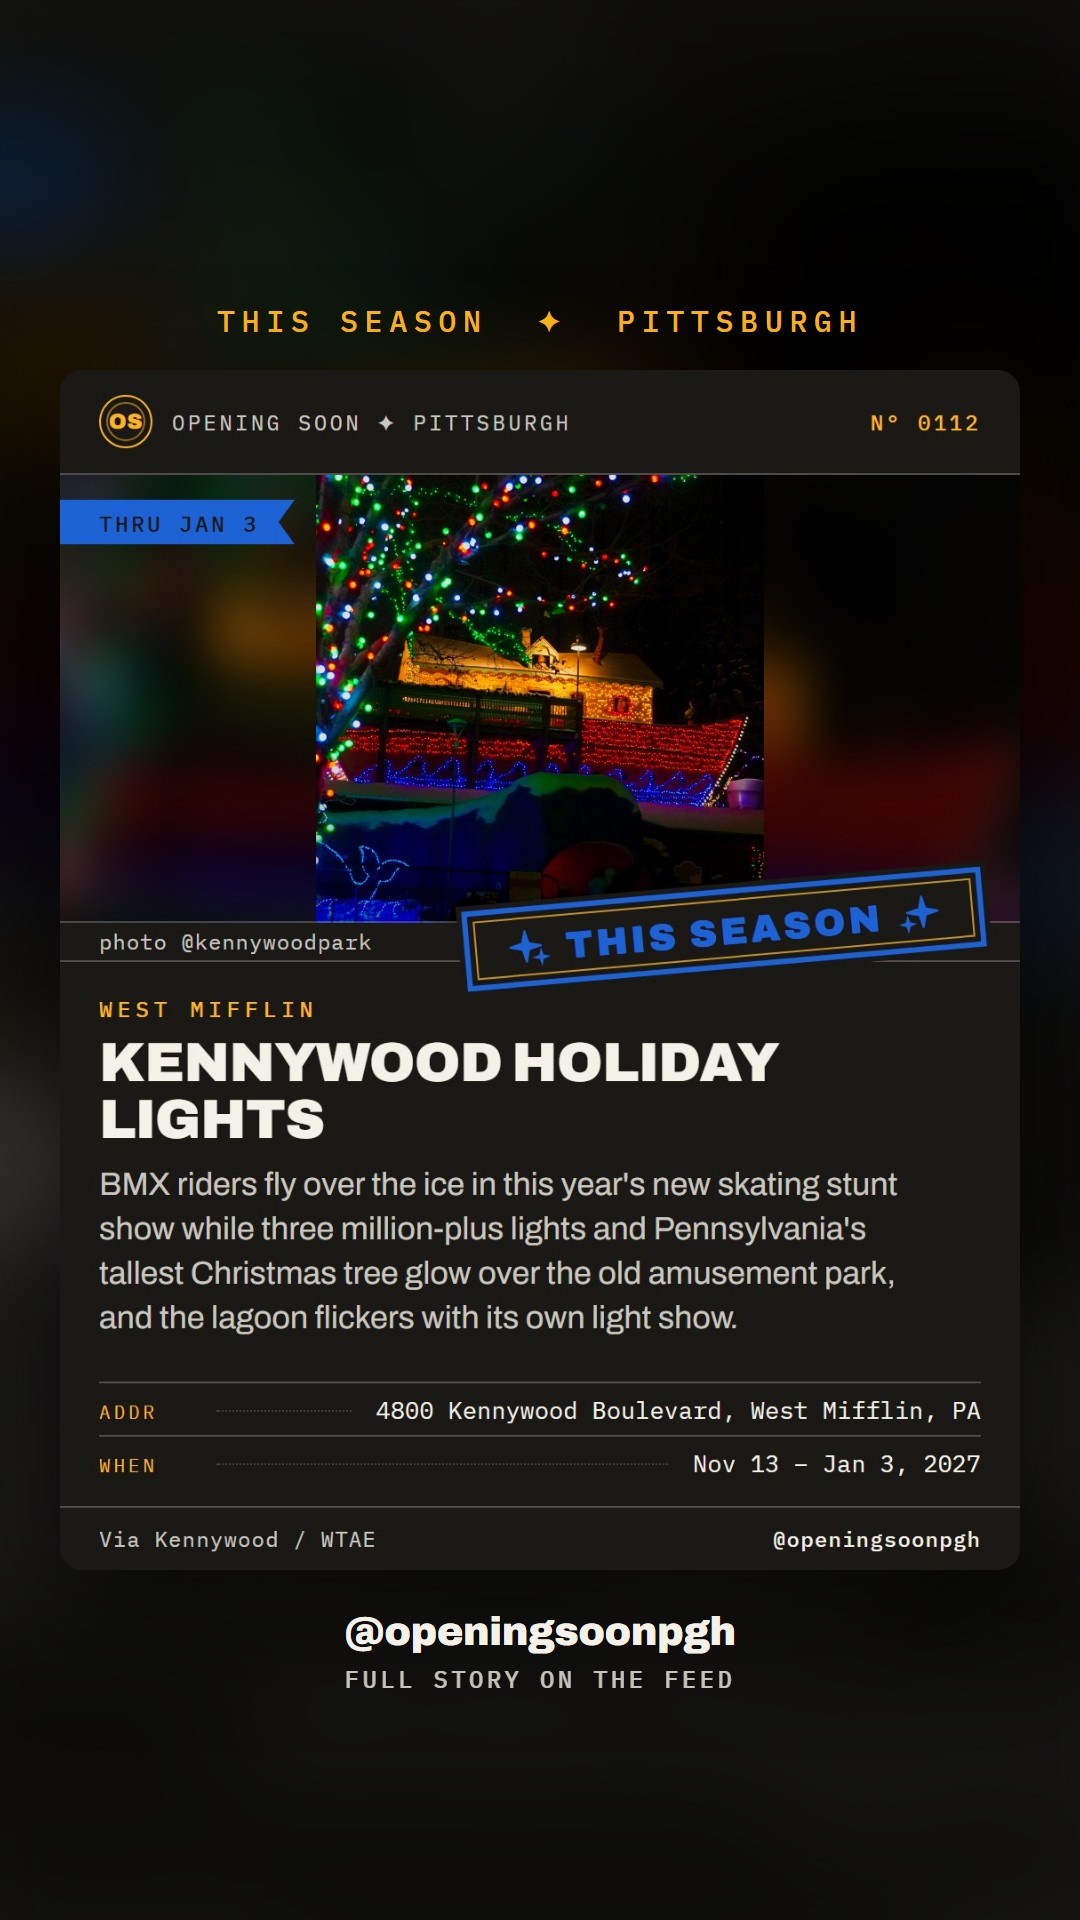 THIS SEASON ✦ PITTSBURGH
OS OPENING SOON ✦ PITTSBURGH N° 0112
THRU JAN 3
photo @kennywoodpark
THIS SEASON
WEST MIFFLIN
KENNYWOOD HOLIDAY
LIGHTS
BMX riders fly over the ice in this year's new skating stunt
show while three million-plus lights and Pennsylvania's
tallest Christmas tree glow over the old amusement park,
and the lagoon flickers with its own light show.
ADDR 4800 Kennywood Boulevard, West Mifflin, PA
WHEN Nov 13 – Jan 3, 2027
Via Kennywood / WTAE @openingsoonpgh
@openingsoonpgh
FULL STORY ON THE FEED